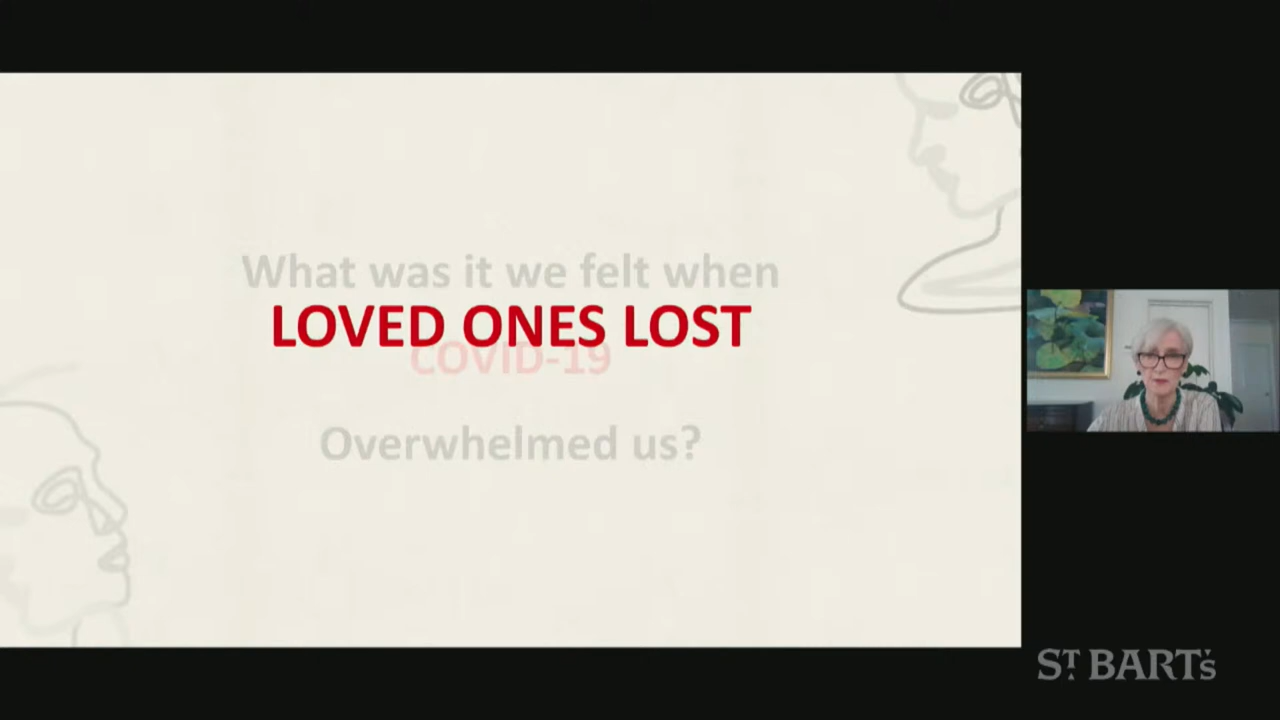 What was it we felt when
LOVED ONES LOST
COVID-19
Overwhelmed us?
ST BART'S